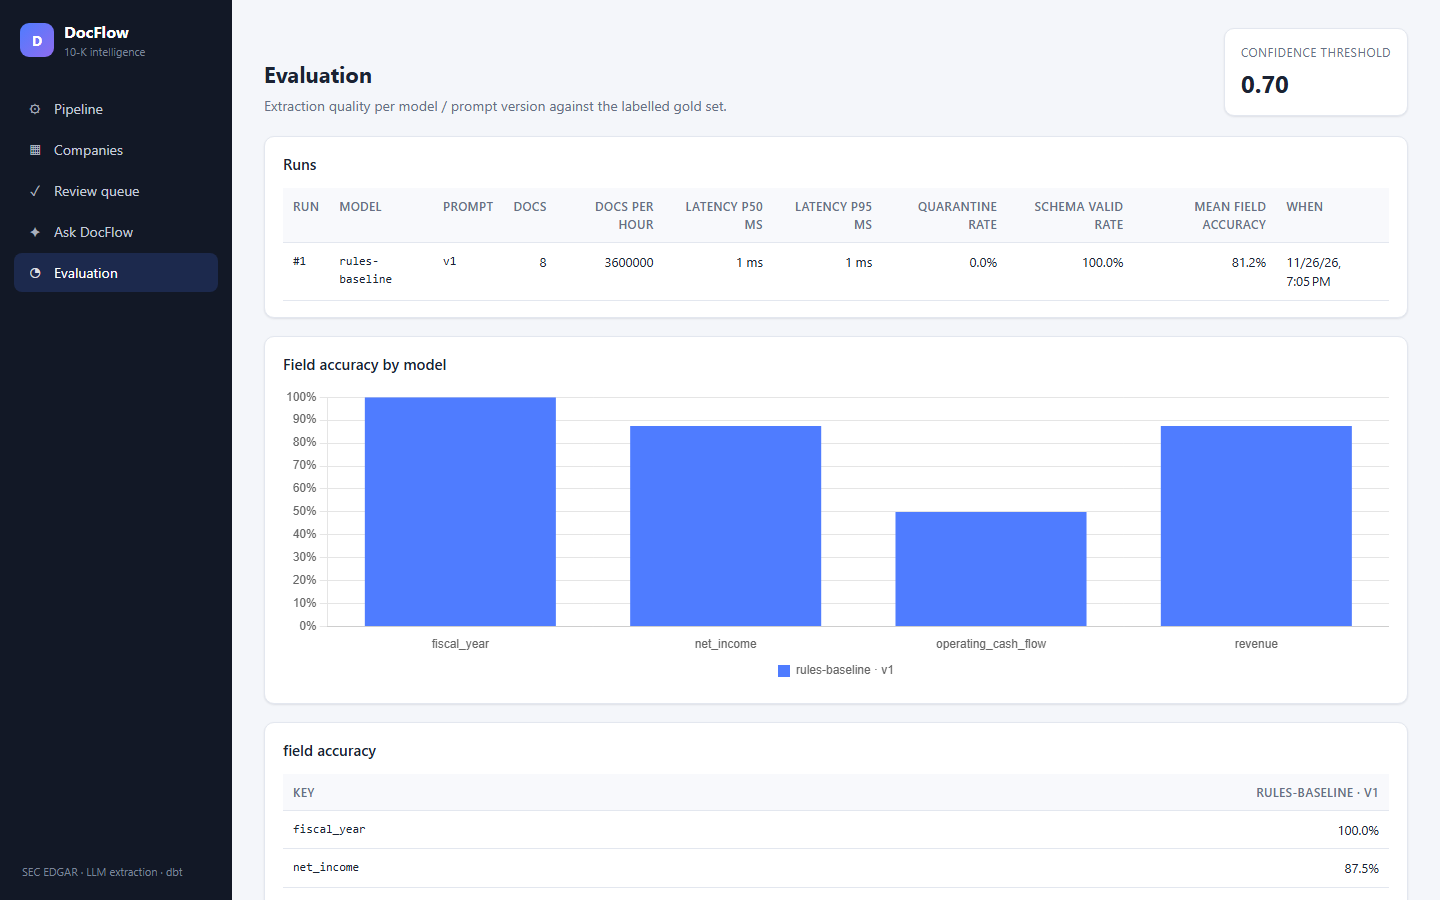 D
DocFlow
10-K intelligence
Pipeline
Companies
Review queue
Ask DocFlow
Evaluation
SEC EDGAR · LLM extraction · dbt
Evaluation
Extraction quality per model / prompt version against the labelled gold set.
CONFIDENCE THRESHOLD
0.70
Runs
RUN MODEL PROMPT DOCS DOCS PER HOUR LATENCY P50 MS LATENCY P95 MS QUARANTINE RATE SCHEMA VALID RATE MEAN FIELD ACCURACY WHEN
#1 rules-baseline v1 8 3600000 1 ms 1 ms 0.0% 100.0% 81.2% 11/26/26, 7:05 PM
Field accuracy by model
100%
90%
80%
70%
60%
50%
40%
30%
20%
10%
0%
fiscal_year net_income operating_cash_flow revenue
rules-baseline · v1
field accuracy
KEY RULES-BASELINE · V1
fiscal_year 100.0%
net_income 87.5%